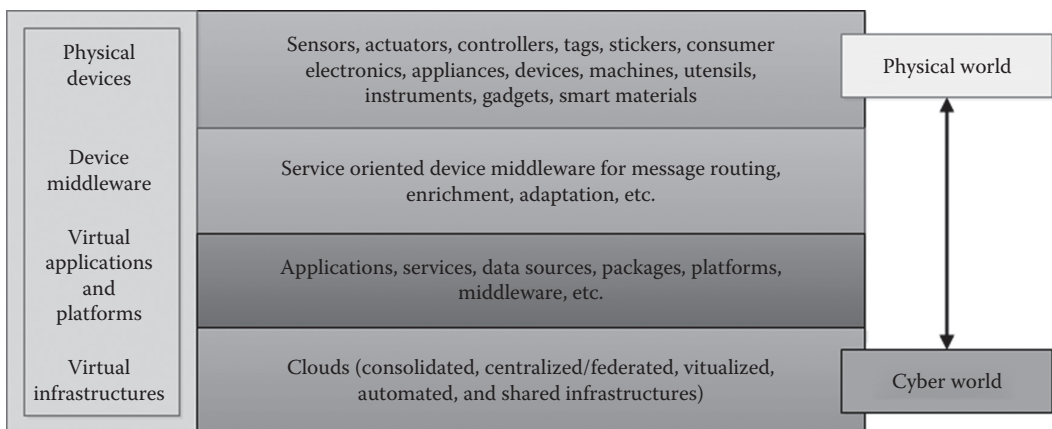 Physical
devices
Sensors, actuators, controllers, tags, stickers, consumer
electronics, appliances, devices, machines, utensils,
instruments, gadgets, smart materials
Physical world
Device
middleware
Service oriented device middleware for message routing,
enrichment, adaptation, etc.
Virtual
applications
and
platforms
Applications, services, data sources, packages, platforms,
middleware, etc.
Virtual
infrastructures
Clouds (consolidated, centralized/federated, vitualized,
automated, and shared infrastructures)
Cyber world